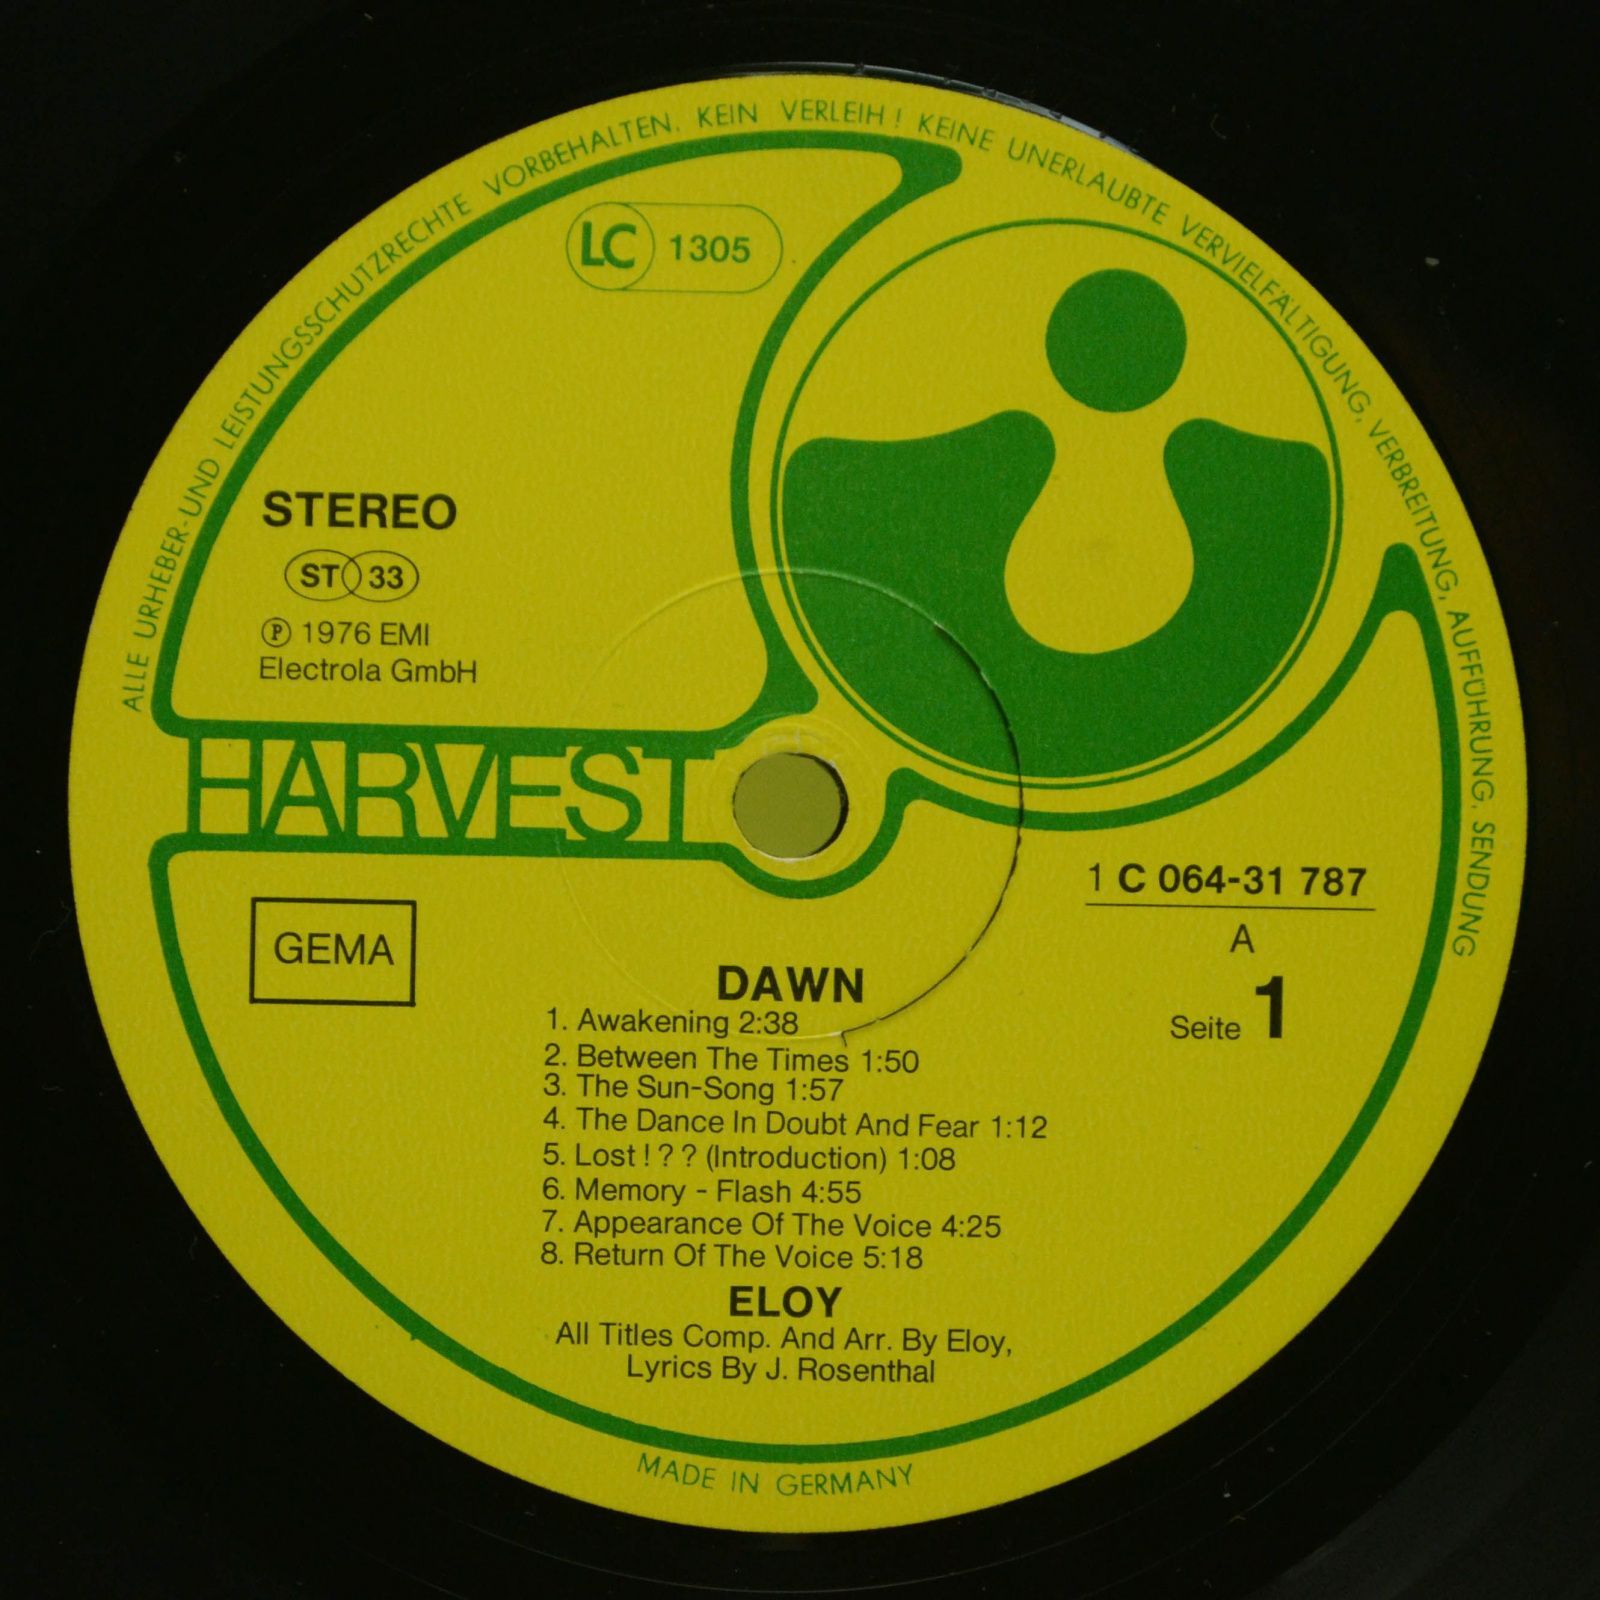 ALLE URHEBER-UND LEISTUNGSSCHUTZRECHTE VORBEHALTEN. KEIN VERLEIH! KEINE UNERLAUBTE VERVIELFÄLTIGUNG, VERBREITUNG, AUFFÜHRUNG, SENDUNG
LC 1305
STEREO
ST 33
℗ 1976 EMI
Electrola GmbH
HARVEST
GEMA
1 C 064-31 787
A
Seite 1
DAWN
1. Awakening 2:38
2. Between The Times 1:50
3. The Sun-Song 1:57
4. The Dance In Doubt And Fear 1:12
5. Lost!?? (Introduction) 1:08
6. Memory - Flash 4:55
7. Appearance Of The Voice 4:25
8. Return Of The Voice 5:18
ELOY
All Titles Comp. And Arr. By Eloy,
Lyrics By J. Rosenthal
MADE IN GERMANY